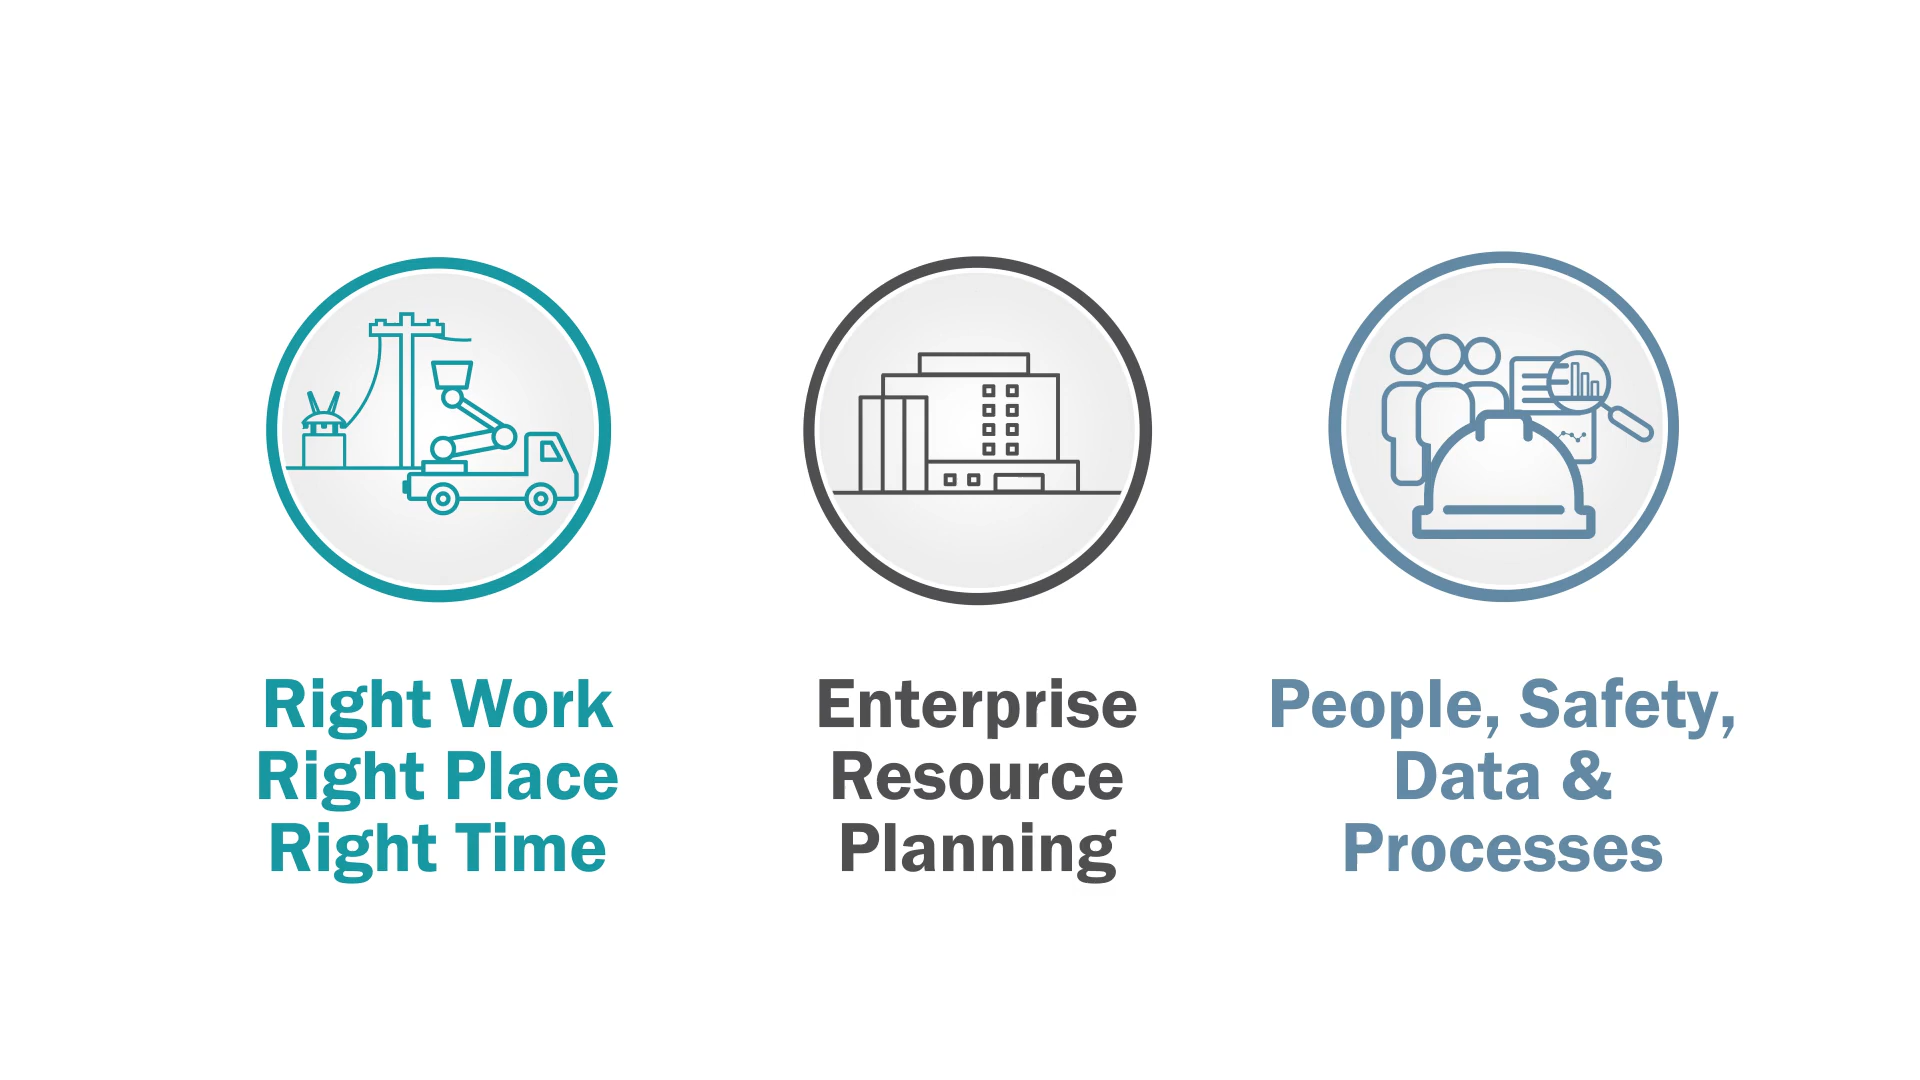 Right Work
Right Place
Right Time
Enterprise
Resource
Planning
People, Safety,
Data &
Processes